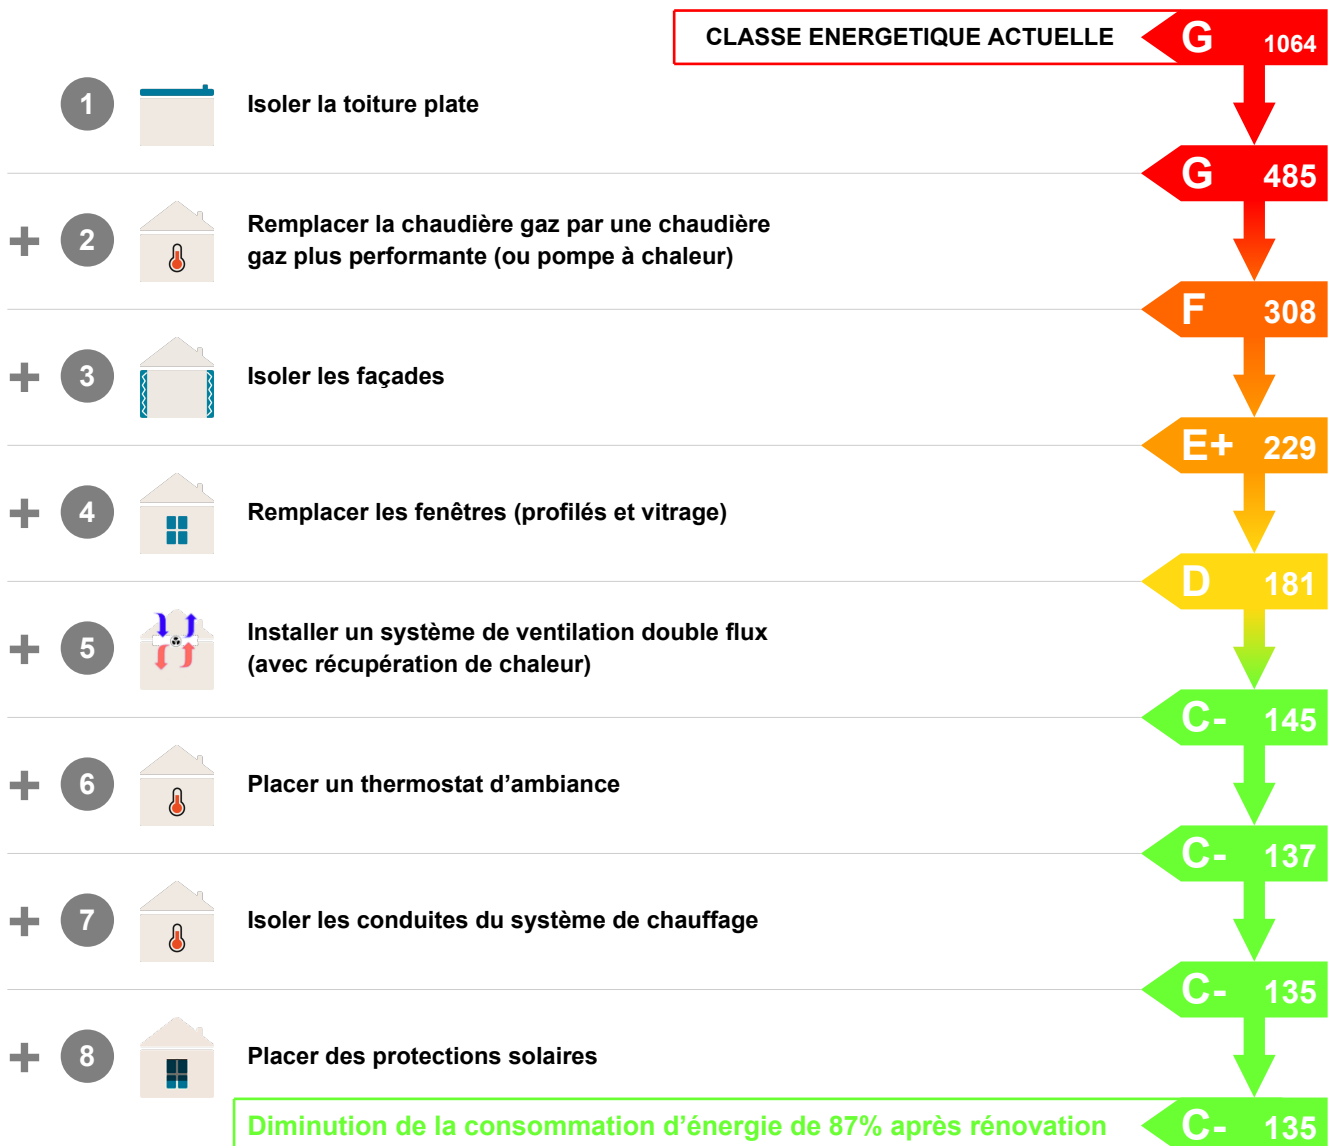 CLASSE ENERGETIQUE ACTUELLE G 1064
1 Isoler la toiture plate
G 485
+ 2 Remplacer la chaudière gaz par une chaudière
gaz plus performante (ou pompe à chaleur)
F 308
+ 3 Isoler les façades
E+ 229
+ 4 Remplacer les fenêtres (profilés et vitrage)
D 181
+ 5 Installer un système de ventilation double flux
(avec récupération de chaleur)
C- 145
+ 6 Placer un thermostat d’ambiance
C- 137
+ 7 Isoler les conduites du système de chauffage
C- 135
+ 8 Placer des protections solaires
Diminution de la consommation d’énergie de 87% après rénovation C- 135